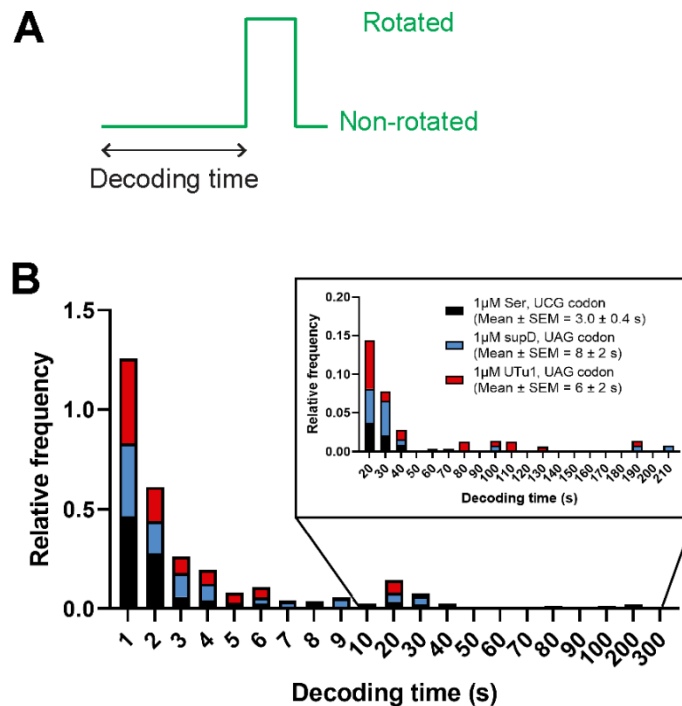 A
Rotated
Non-rotated
Decoding time
B
1.5
1.0
0.5
0.0
Relative frequency
1 2 3 4 5 6 7 8 9 10 20 30 40 50 60 70 80 90 100 200 300
Decoding time (s)
0.20
0.15
0.10
0.05
0.00
Relative frequency
1µM Ser, UCG codon
(Mean ± SEM = 3.0 ± 0.4 s)
1µM supD, UAG codon
(Mean ± SEM = 8 ± 2 s)
1µM UTu1, UAG codon
(Mean ± SEM = 6 ± 2 s)
20 30 40 50 60 70 80 90 100 110 120 130 140 150 160 170 180 190 200 210
Decoding time (s)